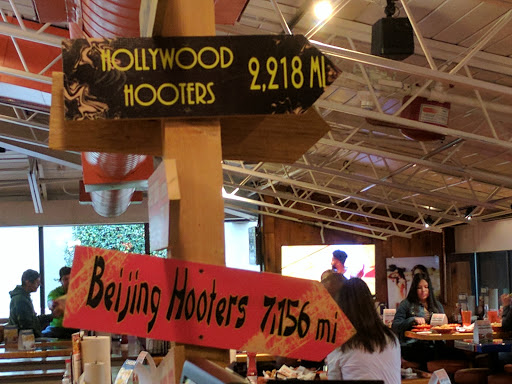 HOLLYWOOD
HOOTERS
2,218 MI
Beijing Hooters 7,156 mi